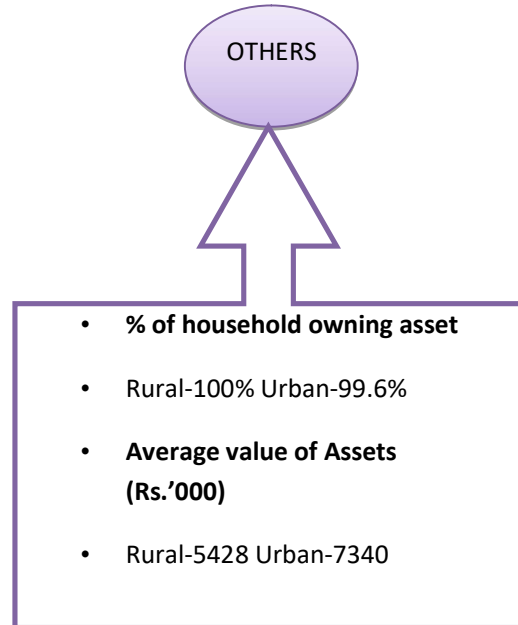 OTHERS
• % of household owning asset
• Rural-100% Urban-99.6%
• Average value of Assets
(Rs.’000)
• Rural-5428 Urban-7340